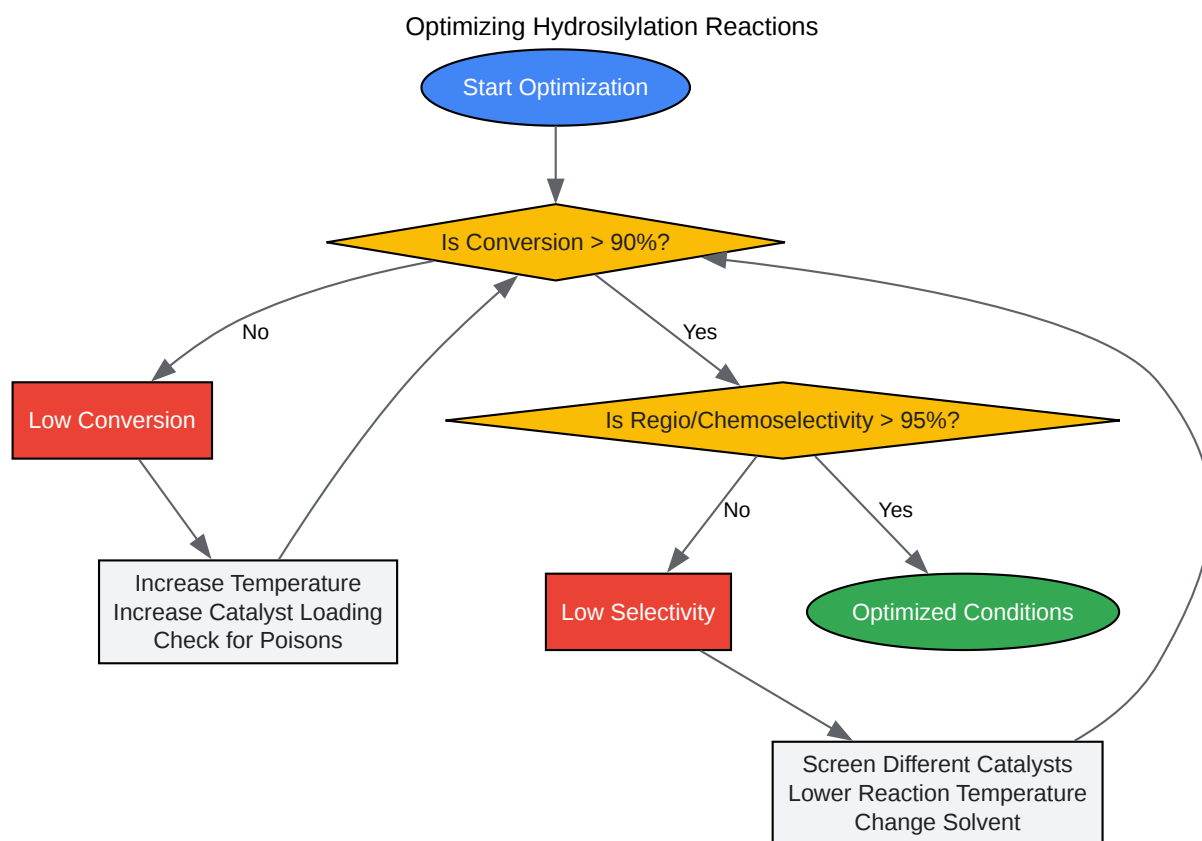 Optimizing Hydrosilylation Reactions
Start Optimization
Is Conversion > 90%?
No
Yes
Low Conversion
Is Regio/Chemoselectivity > 95%?
No
Yes
Increase Temperature
Increase Catalyst Loading
Check for Poisons
Low Selectivity
Optimized Conditions
Screen Different Catalysts
Lower Reaction Temperature
Change Solvent